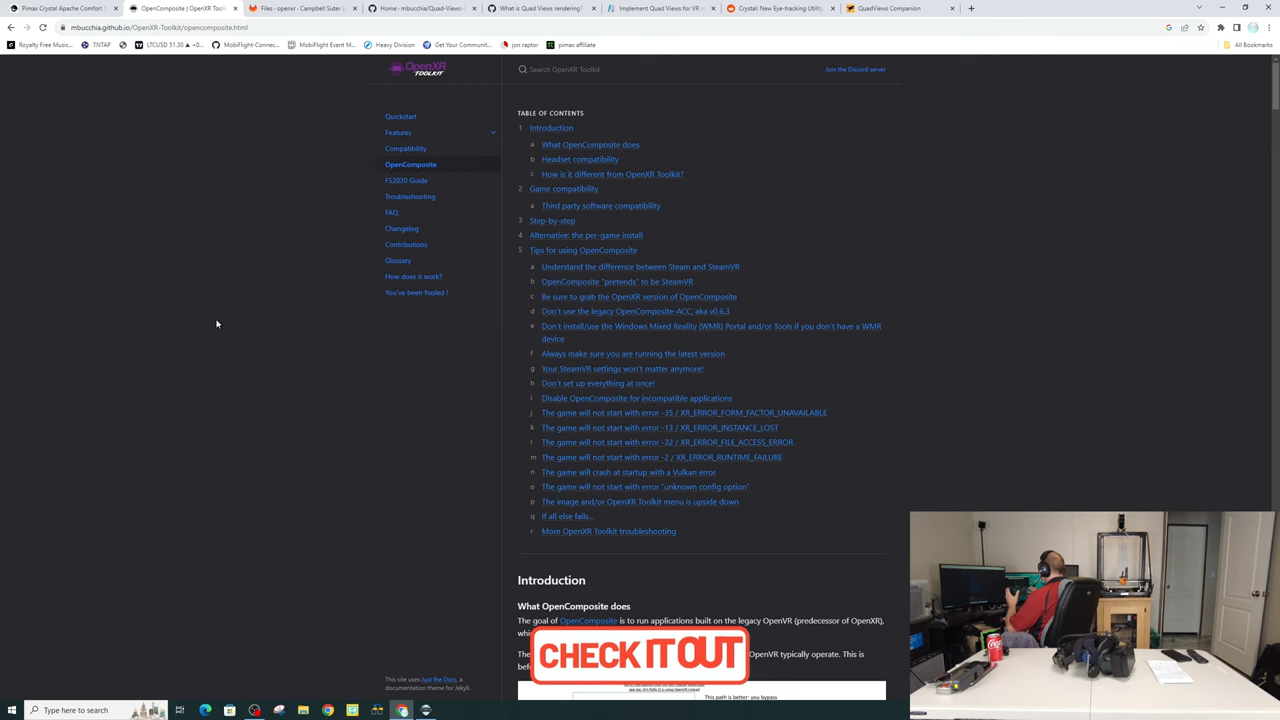 Pimax Crystal Apache Comfort S
OpenComposite | OpenXR Tool
Files · openxr · Campbell Suter (
Home · mbucchia/Quad-Views-
What is Quad Views rendering?
Implement Quad Views for VR r
Crystal! New Eye-tracking Utility
QuadViews Companion
mbucchia.github.io/OpenXR-Toolkit/opencomposite.html
Royalty Free Music
TNTAP
LTCUSD 51.30 ▲ +0...
MobiFlight-Connec...
MobiFlight Event M...
Heavy Division
Get Your Communit...
jon raptor
pimax affiliate
All Bookmarks
OpenXR
TOOLKIT
Search OpenXR Toolkit
Join the Discord server
Quickstart
Features
Compatibility
OpenComposite
FS2020 Guide
Troubleshooting
FAQ
Changelog
Contributions
Glossary
How does it work?
You've been fooled !
TABLE OF CONTENTS
1 Introduction
a What OpenComposite does
b Headset compatibility
c How is it different from OpenXR Toolkit?
2 Game compatibility
a Third party software compatibility
3 Step-by-step
4 Alternative: the per-game install
5 Tips for using OpenComposite
a Understand the difference between Steam and SteamVR
b OpenComposite "pretends" to be SteamVR
c Be sure to grab the OpenXR version of OpenComposite
d Don't use the legacy OpenComposite-ACC, aka v0.6.3
e Don't install/use the Windows Mixed Reality (WMR) Portal and/or Tools if you don't have a WMR
device
f Always make sure you are running the latest version
g Your SteamVR settings won't matter anymore!
h Don't set up everything at once!
i Disable OpenComposite for incompatible applications
j The game will not start with error -35 / XR_ERROR_FORM_FACTOR_UNAVAILABLE
k The game will not start with error -13 / XR_ERROR_INSTANCE_LOST
l The game will not start with error -32 / XR_ERROR_FILE_ACCESS_ERROR
m The game will not start with error -2 / XR_ERROR_RUNTIME_FAILURE
n The game will crash at startup with a Vulkan error
o The game will not start with error "unknown config option"
p The image and/or OpenXR Toolkit menu is upside down
q If all else fails...
r More OpenXR Toolkit troubleshooting
Introduction
What OpenComposite does
The goal of OpenComposite is to run applications built on the legacy OpenVR (predecessor of OpenXR),
OpenVR typically operate. This is
CHECK IT OUT
This path is better: you bypass
This site uses Just the Docs, a
documentation theme for Jekyll.
Type here to search